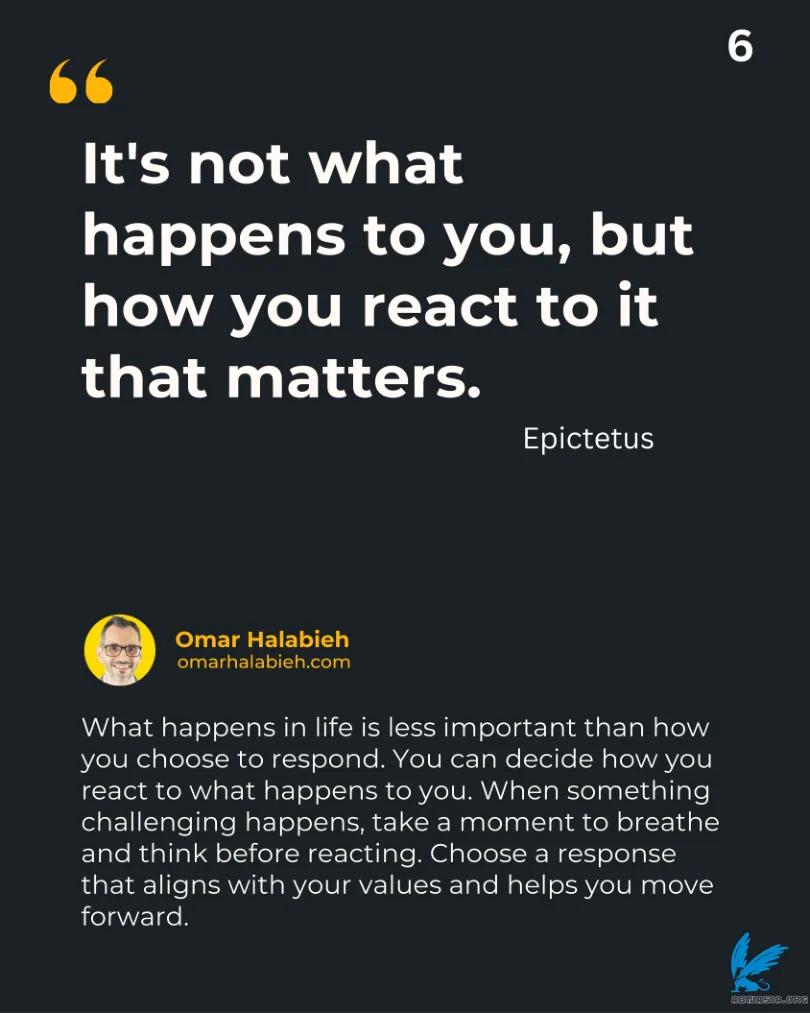 6
It's not what
happens to you, but
how you react to it
that matters.
Epictetus
Omar Halabieh
omarhalabieh.com
What happens in life is less important than how
you choose to respond. You can decide how you
react to what happens to you. When something
challenging happens, take a moment to breathe
and think before reacting. Choose a response
that aligns with your values and helps you move
forward.
ABNASIA.ORG